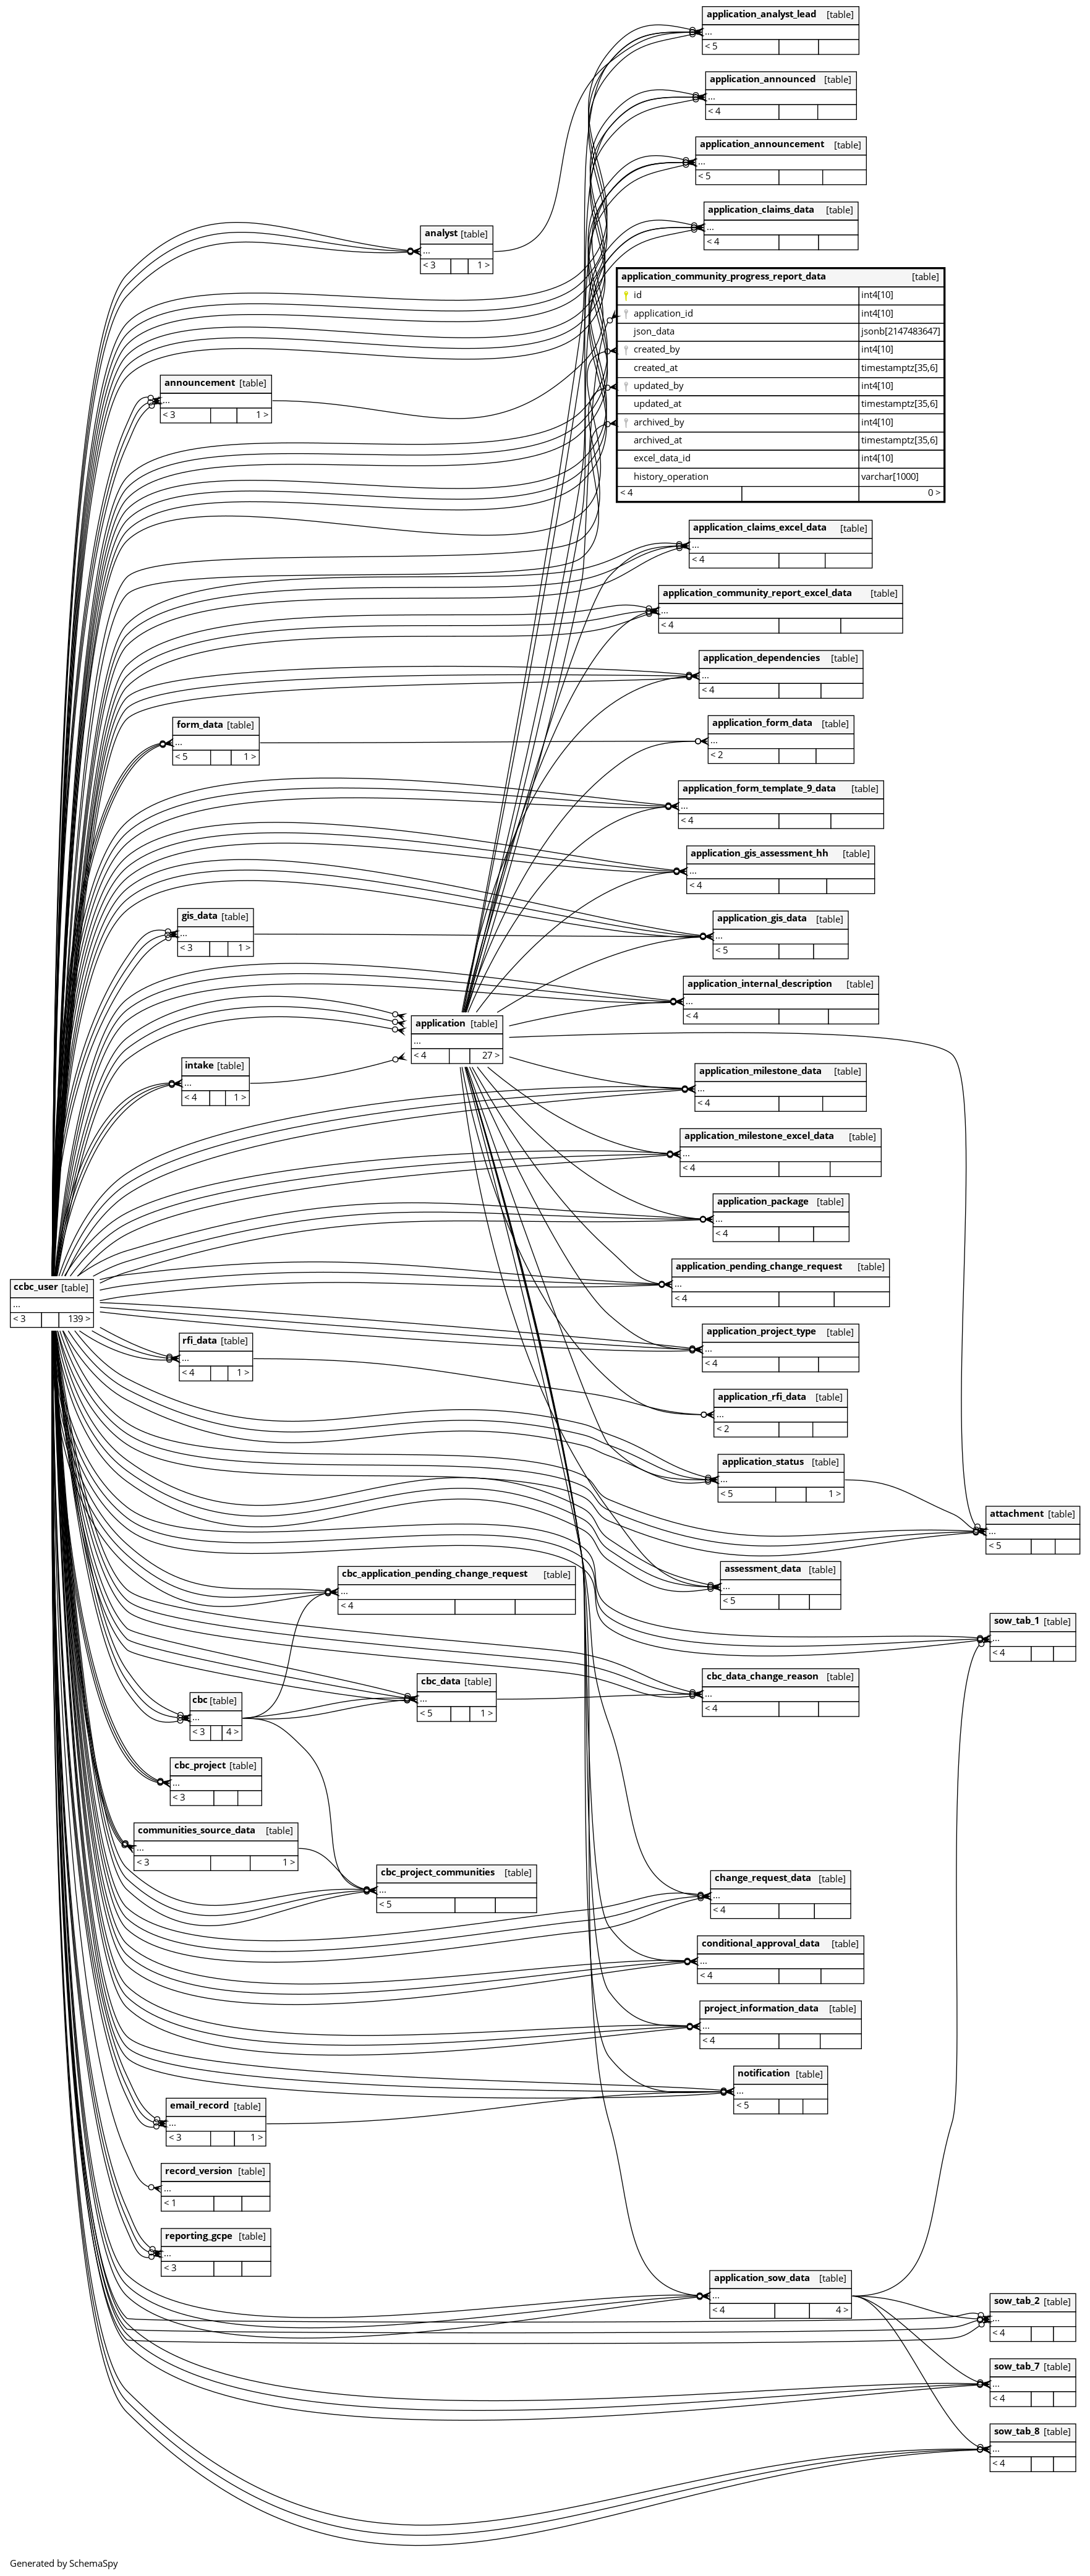 application_analyst_lead [table]
...
< 5
application_announced [table]
...
< 4
application_announcement [table]
...
< 5
application_claims_data [table]
...
< 4
analyst [table]
...
< 3 1 >
application_community_progress_report_data [table]
id int4[10]
application_id int4[10]
json_data jsonb[2147483647]
created_by int4[10]
created_at timestamptz[35,6]
updated_by int4[10]
updated_at timestamptz[35,6]
archived_by int4[10]
archived_at timestamptz[35,6]
excel_data_id int4[10]
history_operation varchar[1000]
< 4 0 >
announcement [table]
...
< 3 1 >
application_claims_excel_data [table]
...
< 4
application_community_report_excel_data [table]
...
< 4
application_dependencies [table]
...
< 4
form_data [table]
...
< 5 1 >
application_form_data [table]
...
< 2
application_form_template_9_data [table]
...
< 4
application_gis_assessment_hh [table]
...
< 4
gis_data [table]
...
< 3 1 >
application_gis_data [table]
...
< 5
application_internal_description [table]
...
< 4
application [table]
...
< 4 27 >
intake [table]
...
< 4 1 >
application_milestone_data [table]
...
< 4
application_milestone_excel_data [table]
...
< 4
application_package [table]
...
< 4
application_pending_change_request [table]
...
< 4
ccbc_user [table]
...
< 3 139 >
application_project_type [table]
...
< 4
rfi_data [table]
...
< 4 1 >
application_rfi_data [table]
...
< 2
application_status [table]
...
< 5 1 >
attachment [table]
...
< 5
assessment_data [table]
...
< 5
cbc_application_pending_change_request [table]
...
< 4
sow_tab_1 [table]
...
< 4
cbc_data [table]
...
< 5 1 >
cbc_data_change_reason [table]
...
< 4
cbc [table]
...
< 3 4 >
cbc_project [table]
...
< 3
communities_source_data [table]
...
< 3 1 >
cbc_project_communities [table]
...
< 5
change_request_data [table]
...
< 4
conditional_approval_data [table]
...
< 4
project_information_data [table]
...
< 4
notification [table]
...
< 5
email_record [table]
...
< 3 1 >
record_version [table]
...
< 1
reporting_gcpe [table]
...
< 3
application_sow_data [table]
...
< 4 4 >
sow_tab_2 [table]
...
< 4
sow_tab_7 [table]
...
< 4
sow_tab_8 [table]
...
< 4
Generated by SchemaSpy